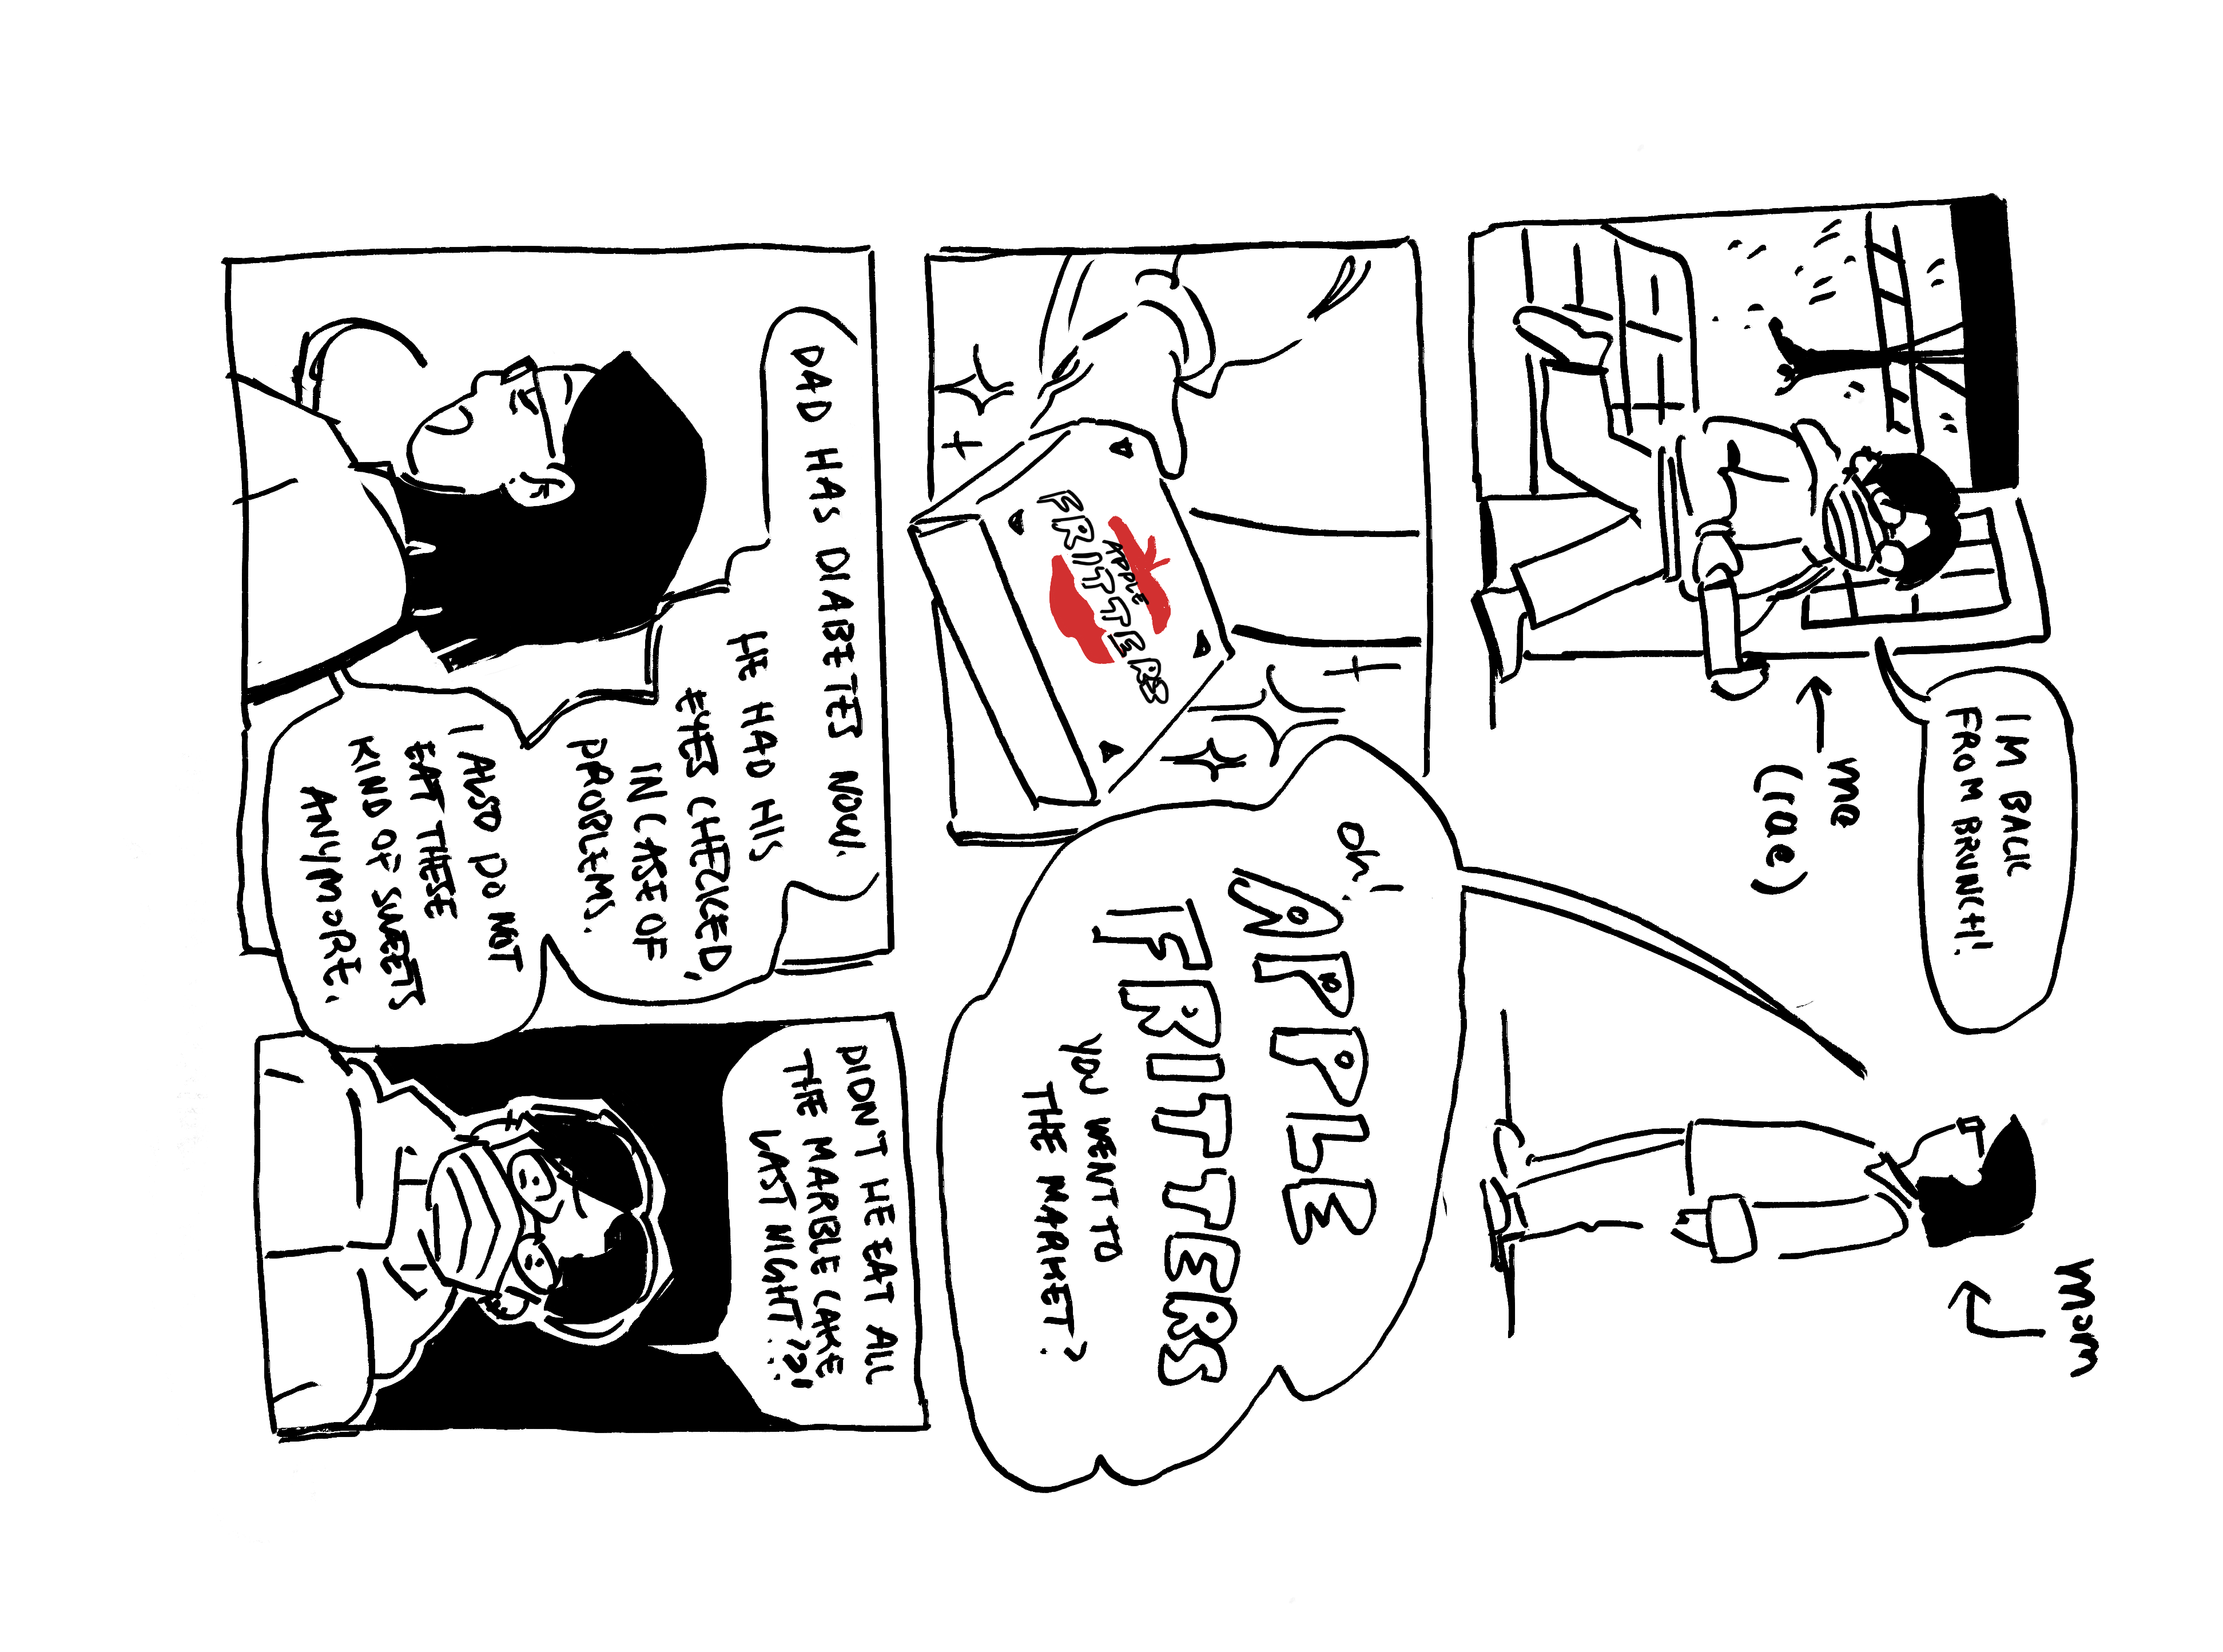 I'M BACK
FROM BRUNCH!
me
(rae)
mom
oh!
APPLE
FRITTERS
YOU WENT TO
THE MARKET?
APPLE
FRITTERS
DAD HAS DIABETES NOW.
HE HAD HIS
EYES CHECKED,
IN CASE OF
PROBLEMS.
I ALSO DO NOT
EAT THESE
KIND OF SWEETS
ANYMORE.
DIDN'T HE EAT ALL
THE MARBLE CAKE
LAST NIGHT??!